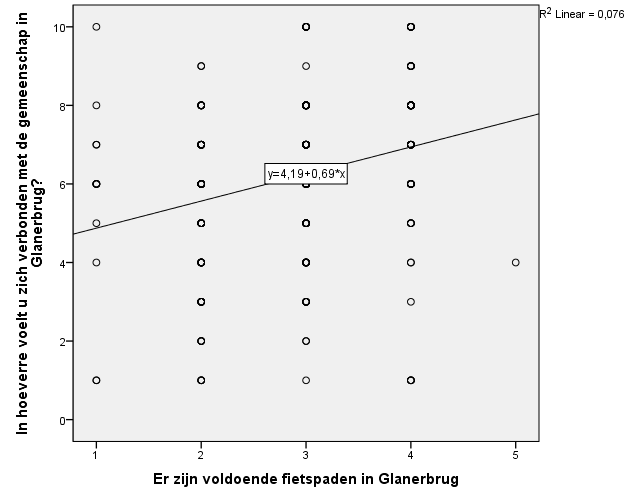 R2 Linear = 0,076
In hoeverre voelt u zich verbonden met de gemeenschap in
Glanerbrug?
10
8
6
4
2
0
y=4,19+0,69*x
1 2 3 4 5
Er zijn voldoende fietspaden in Glanerbrug